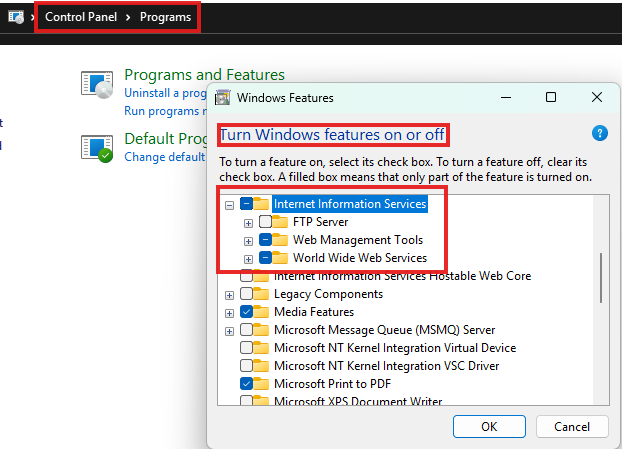 Control Panel > Programs
Programs and Features
Uninstall a prog
Run programs
Default Prog
Change default
t
Windows Features
Turn Windows features on or off
?
To turn a feature on, select its check box. To turn a feature off, clear its
check box. A filled box means that only part of the feature is turned on.
Internet Information Services
FTP Server
Web Management Tools
World Wide Web Services
Internet Information Services Hostable Web Core
Legacy Components
Media Features
Microsoft Message Queue (MSMQ) Server
Microsoft NT Kernel Integration Virtual Device
Microsoft NT Kernel Integration VSC Driver
Microsoft Print to PDF
Microsoft XPS Document Writer
OK
Cancel